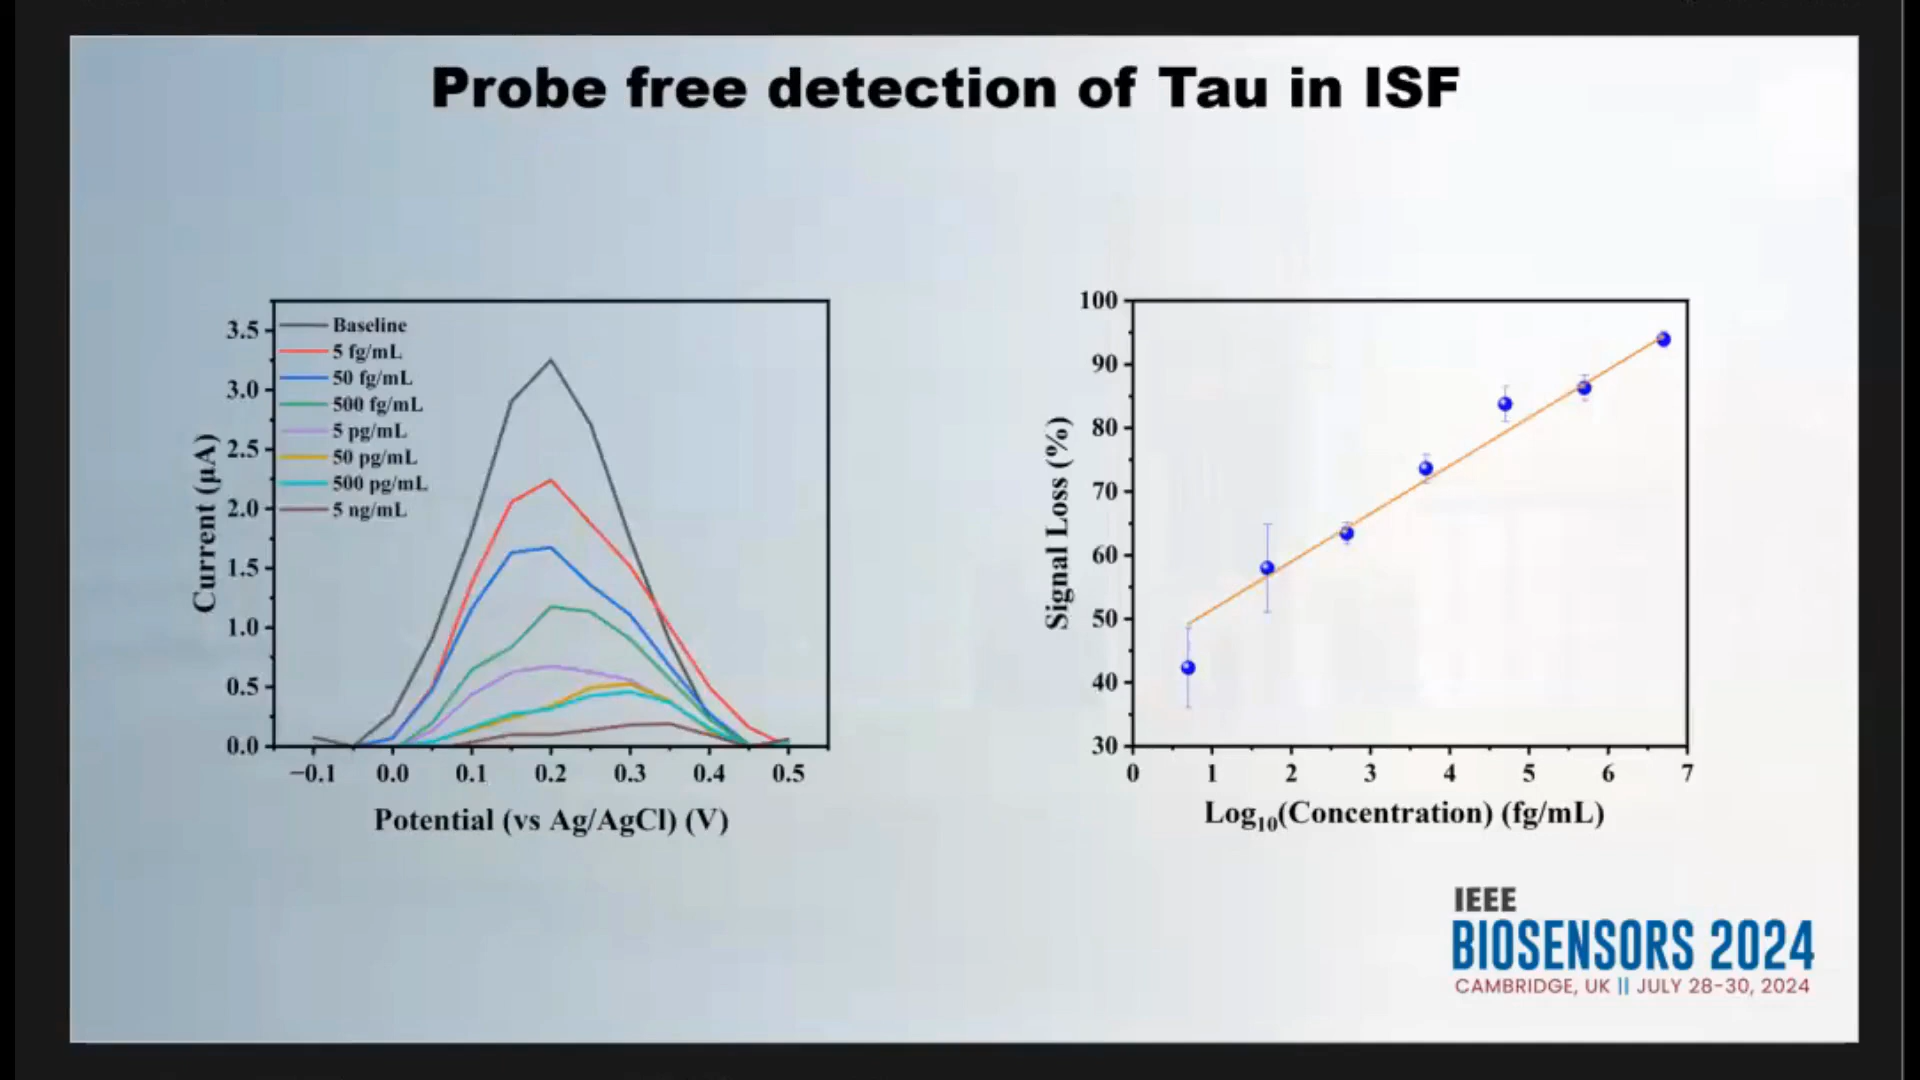 Probe free detection of Tau in ISF
Current (μA)
3.5
3.0
2.5
2.0
1.5
1.0
0.5
0.0
Baseline
5 fg/mL
50 fg/mL
500 fg/mL
5 pg/mL
50 pg/mL
500 pg/mL
5 ng/mL
−0.1 0.0 0.1 0.2 0.3 0.4 0.5
Potential (vs Ag/AgCl) (V)
Signal Loss (%)
100
90
80
70
60
50
40
30
0 1 2 3 4 5 6 7
Log₁₀(Concentration) (fg/mL)
IEEE
BIOSENSORS 2024
CAMBRIDGE, UK || JULY 28-30, 2024